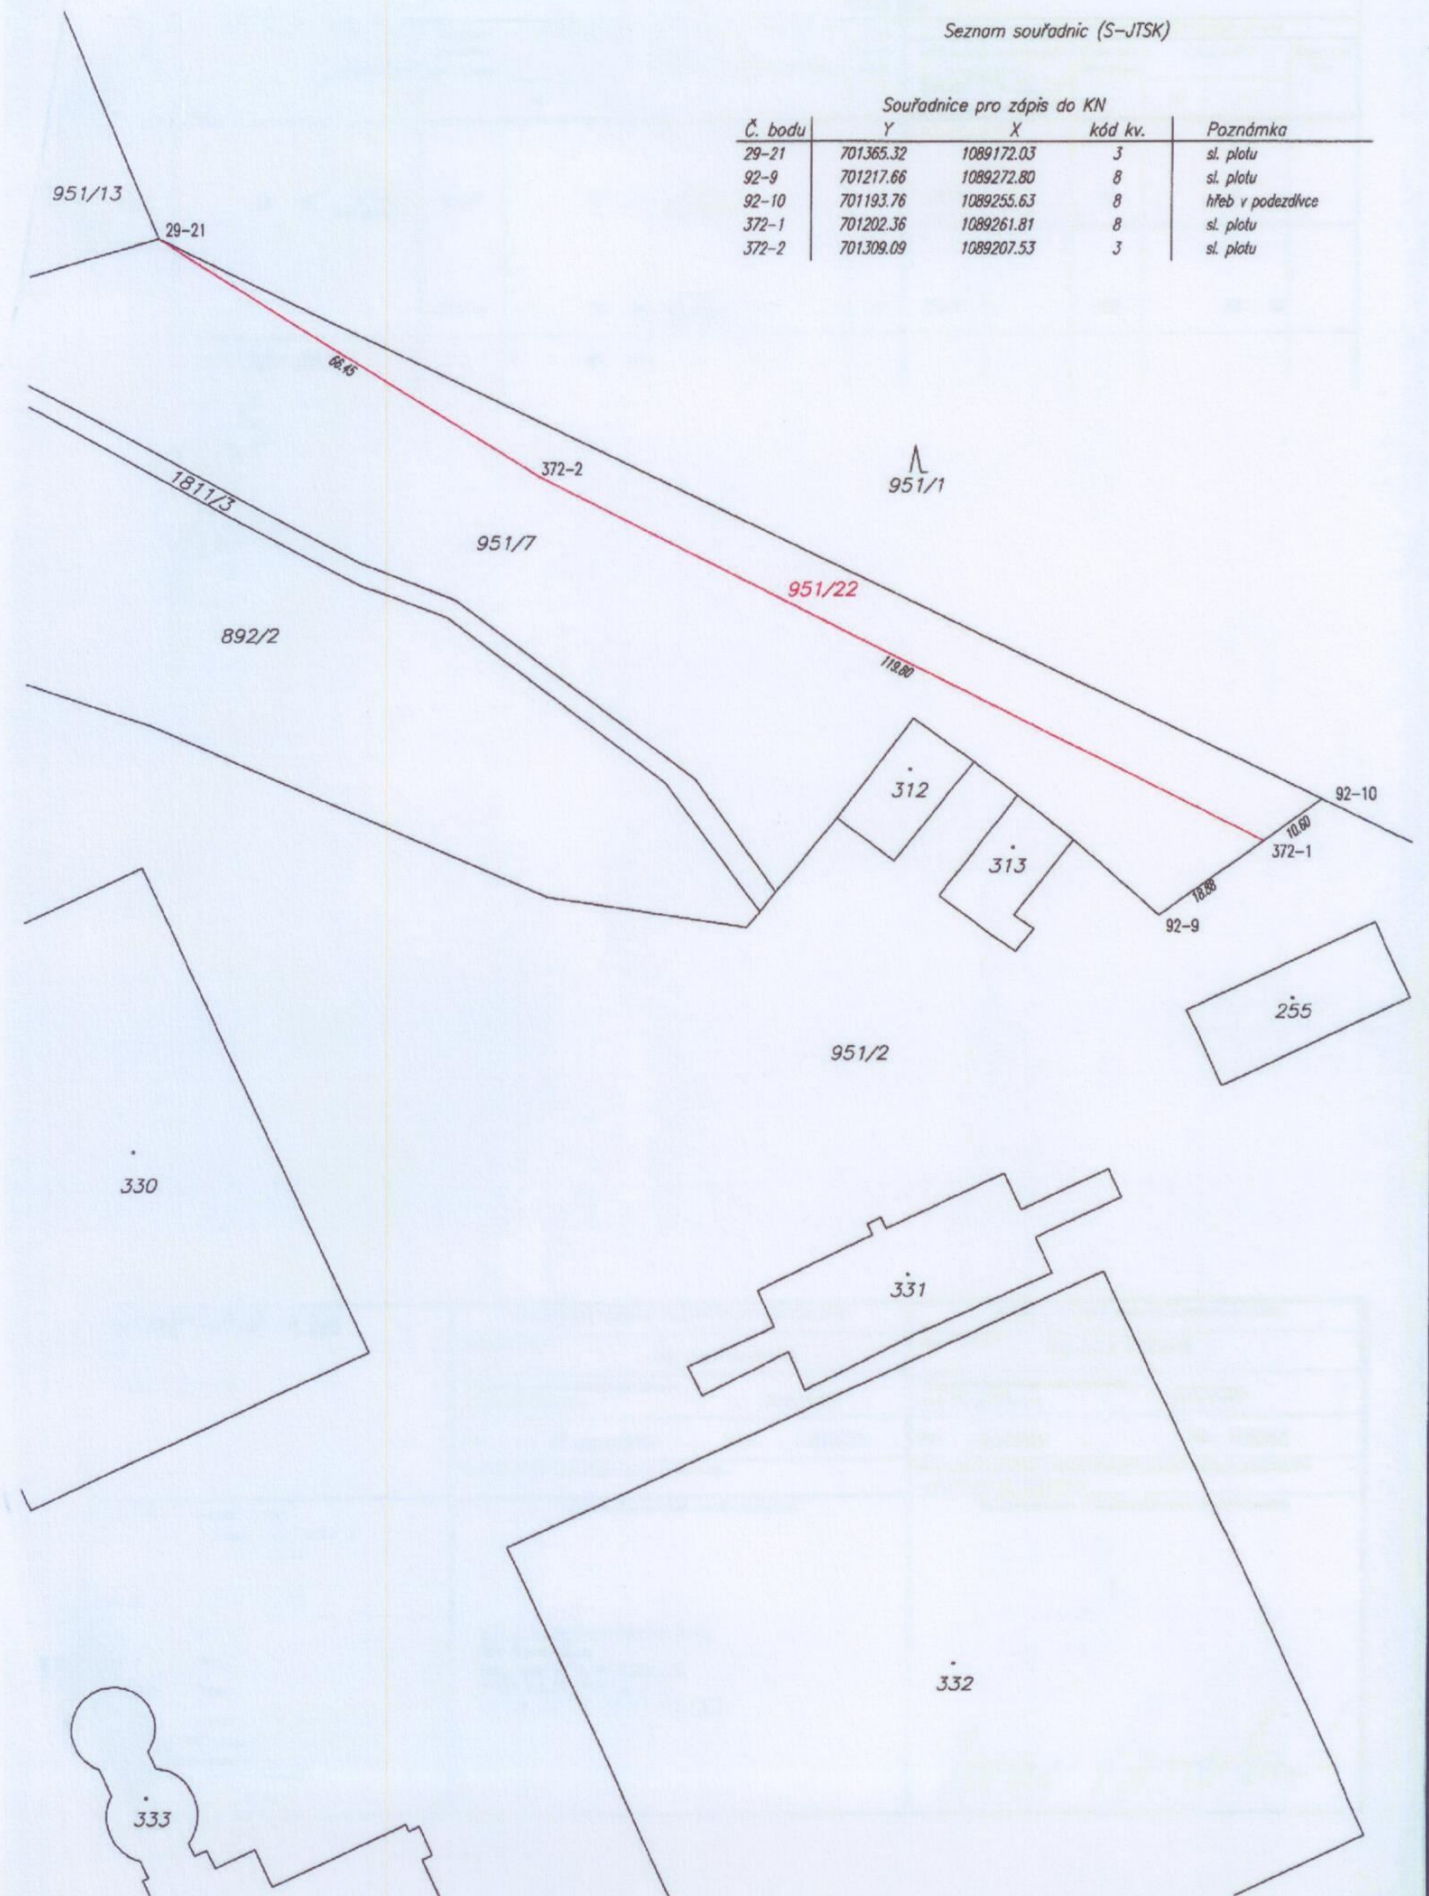 Seznam souřadnic (S-JTSK)
Souřadnice pro zápis do KN
Č. bodu Y X kód kv. Poznámka
29-21 701365.32 1089172.03 3 sl. plotu
92-9 701217.66 1089272.80 8 sl. plotu
92-10 701193.76 1089255.63 8 hřeb v podezdívce
372-1 701202.36 1089261.81 8 sl. plotu
372-2 701309.09 1089207.53 3 sl. plotu
951/13
29-21
66.45
372-2
951/1
1811/3
951/7
951/22
892/2
119.80
312
92-10
10.60
372-1
313
18.88
92-9
255
951/2
330
331
332
333